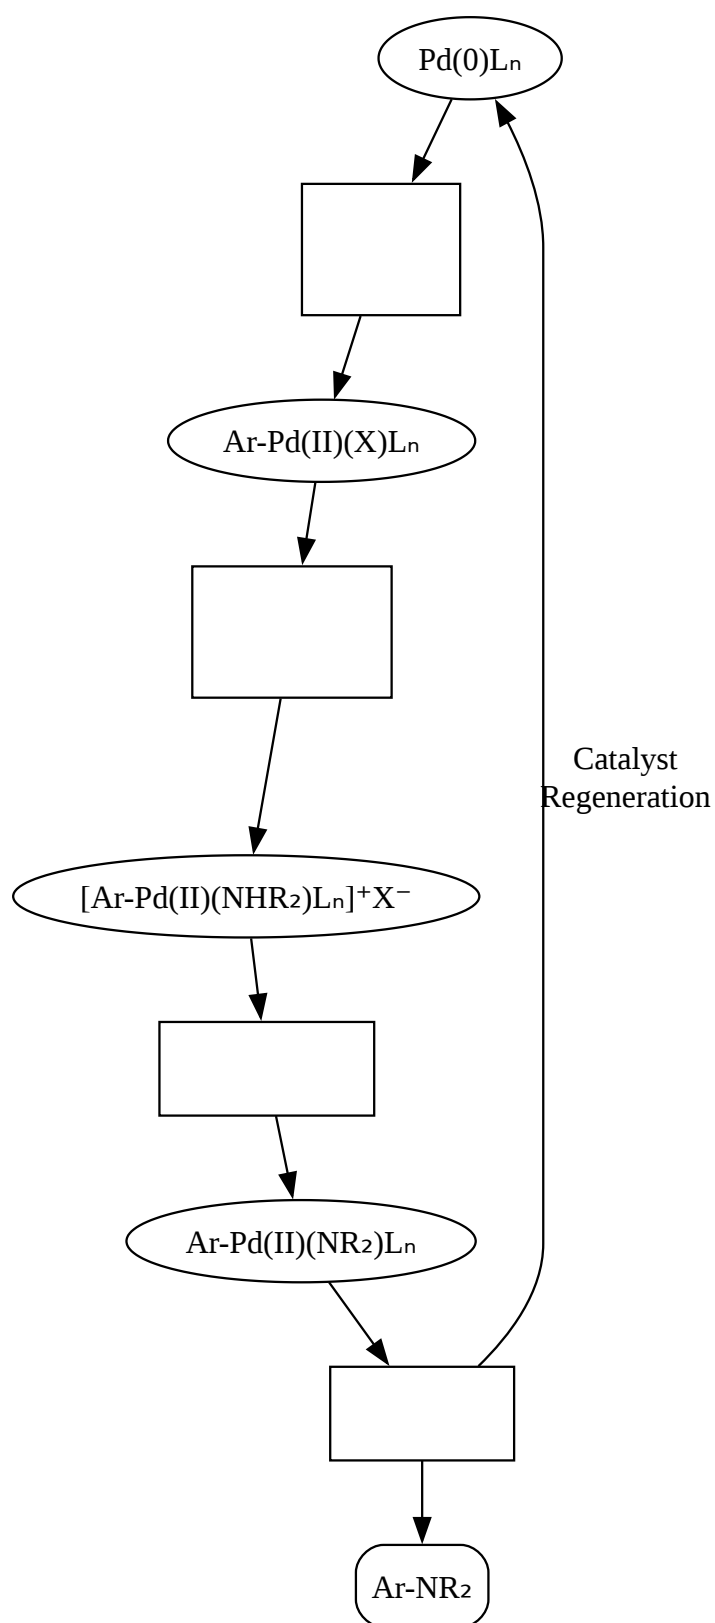 Pd(0)Lₙ
Ar-Pd(II)(X)Lₙ
Catalyst
Regeneration
[Ar-Pd(II)(NHR₂)Lₙ]⁺X⁻
Ar-Pd(II)(NR₂)Lₙ
Ar-NR₂